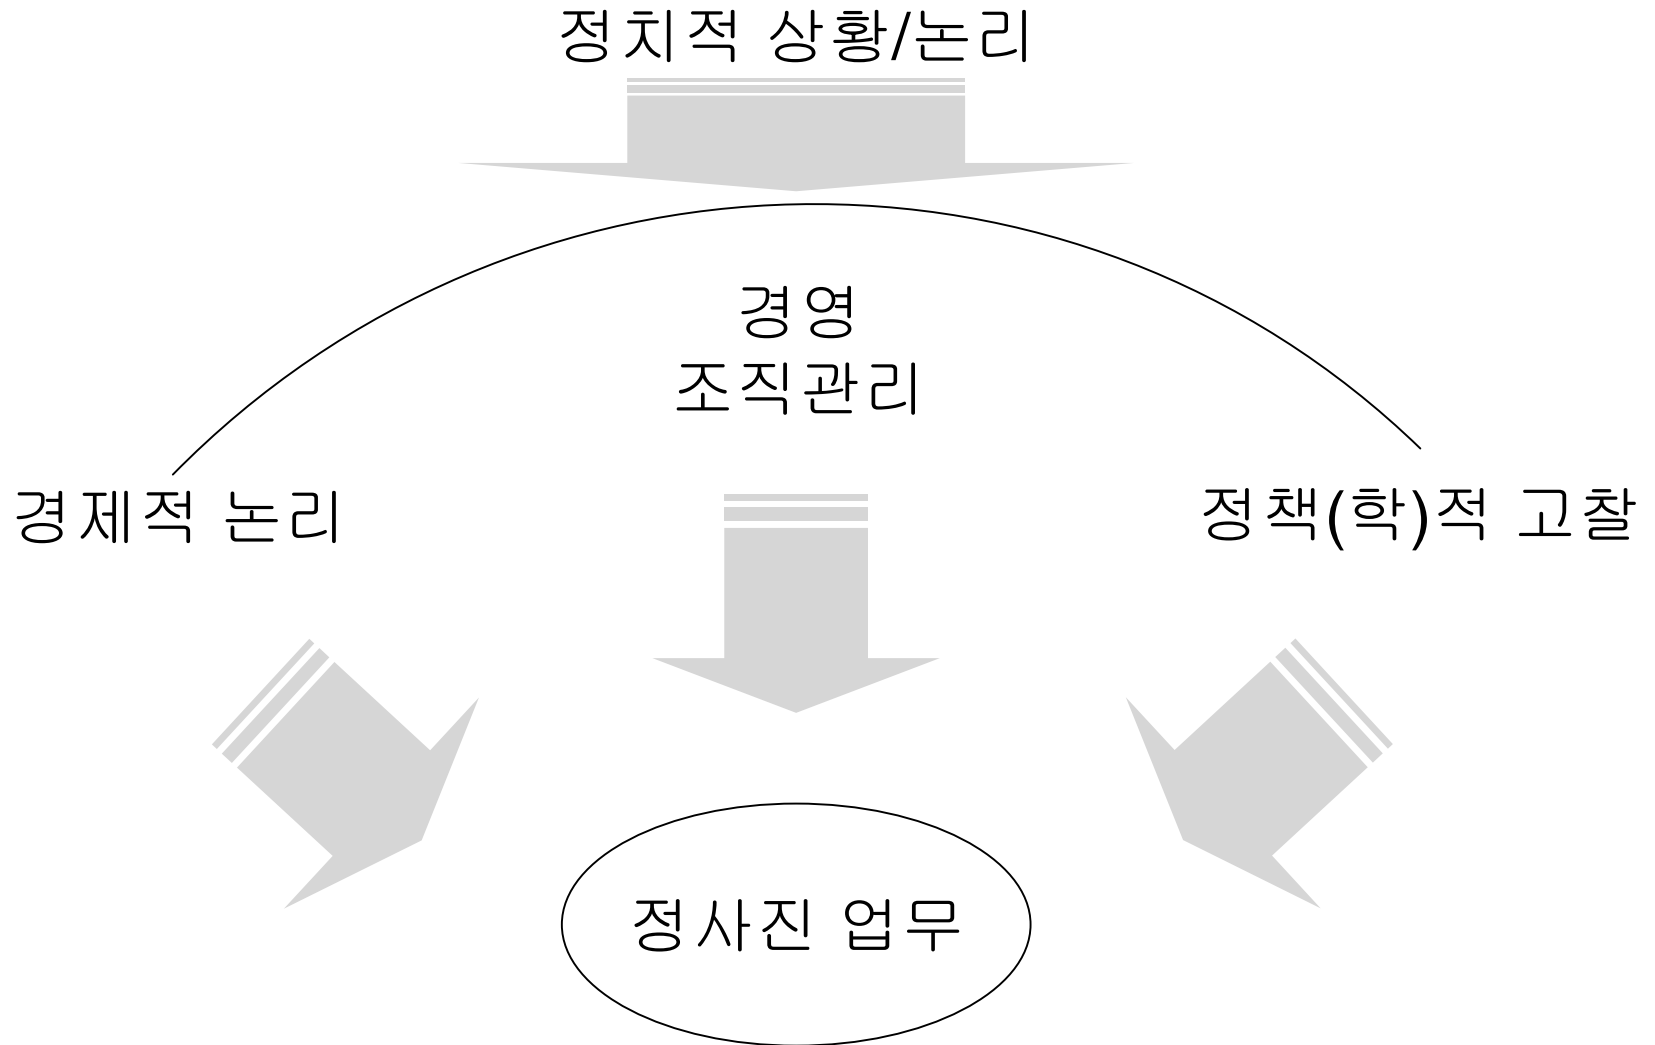 정치적 상황/논리
경영
조직관리
경제적 논리
정책(학)적 고찰
정사진 업무